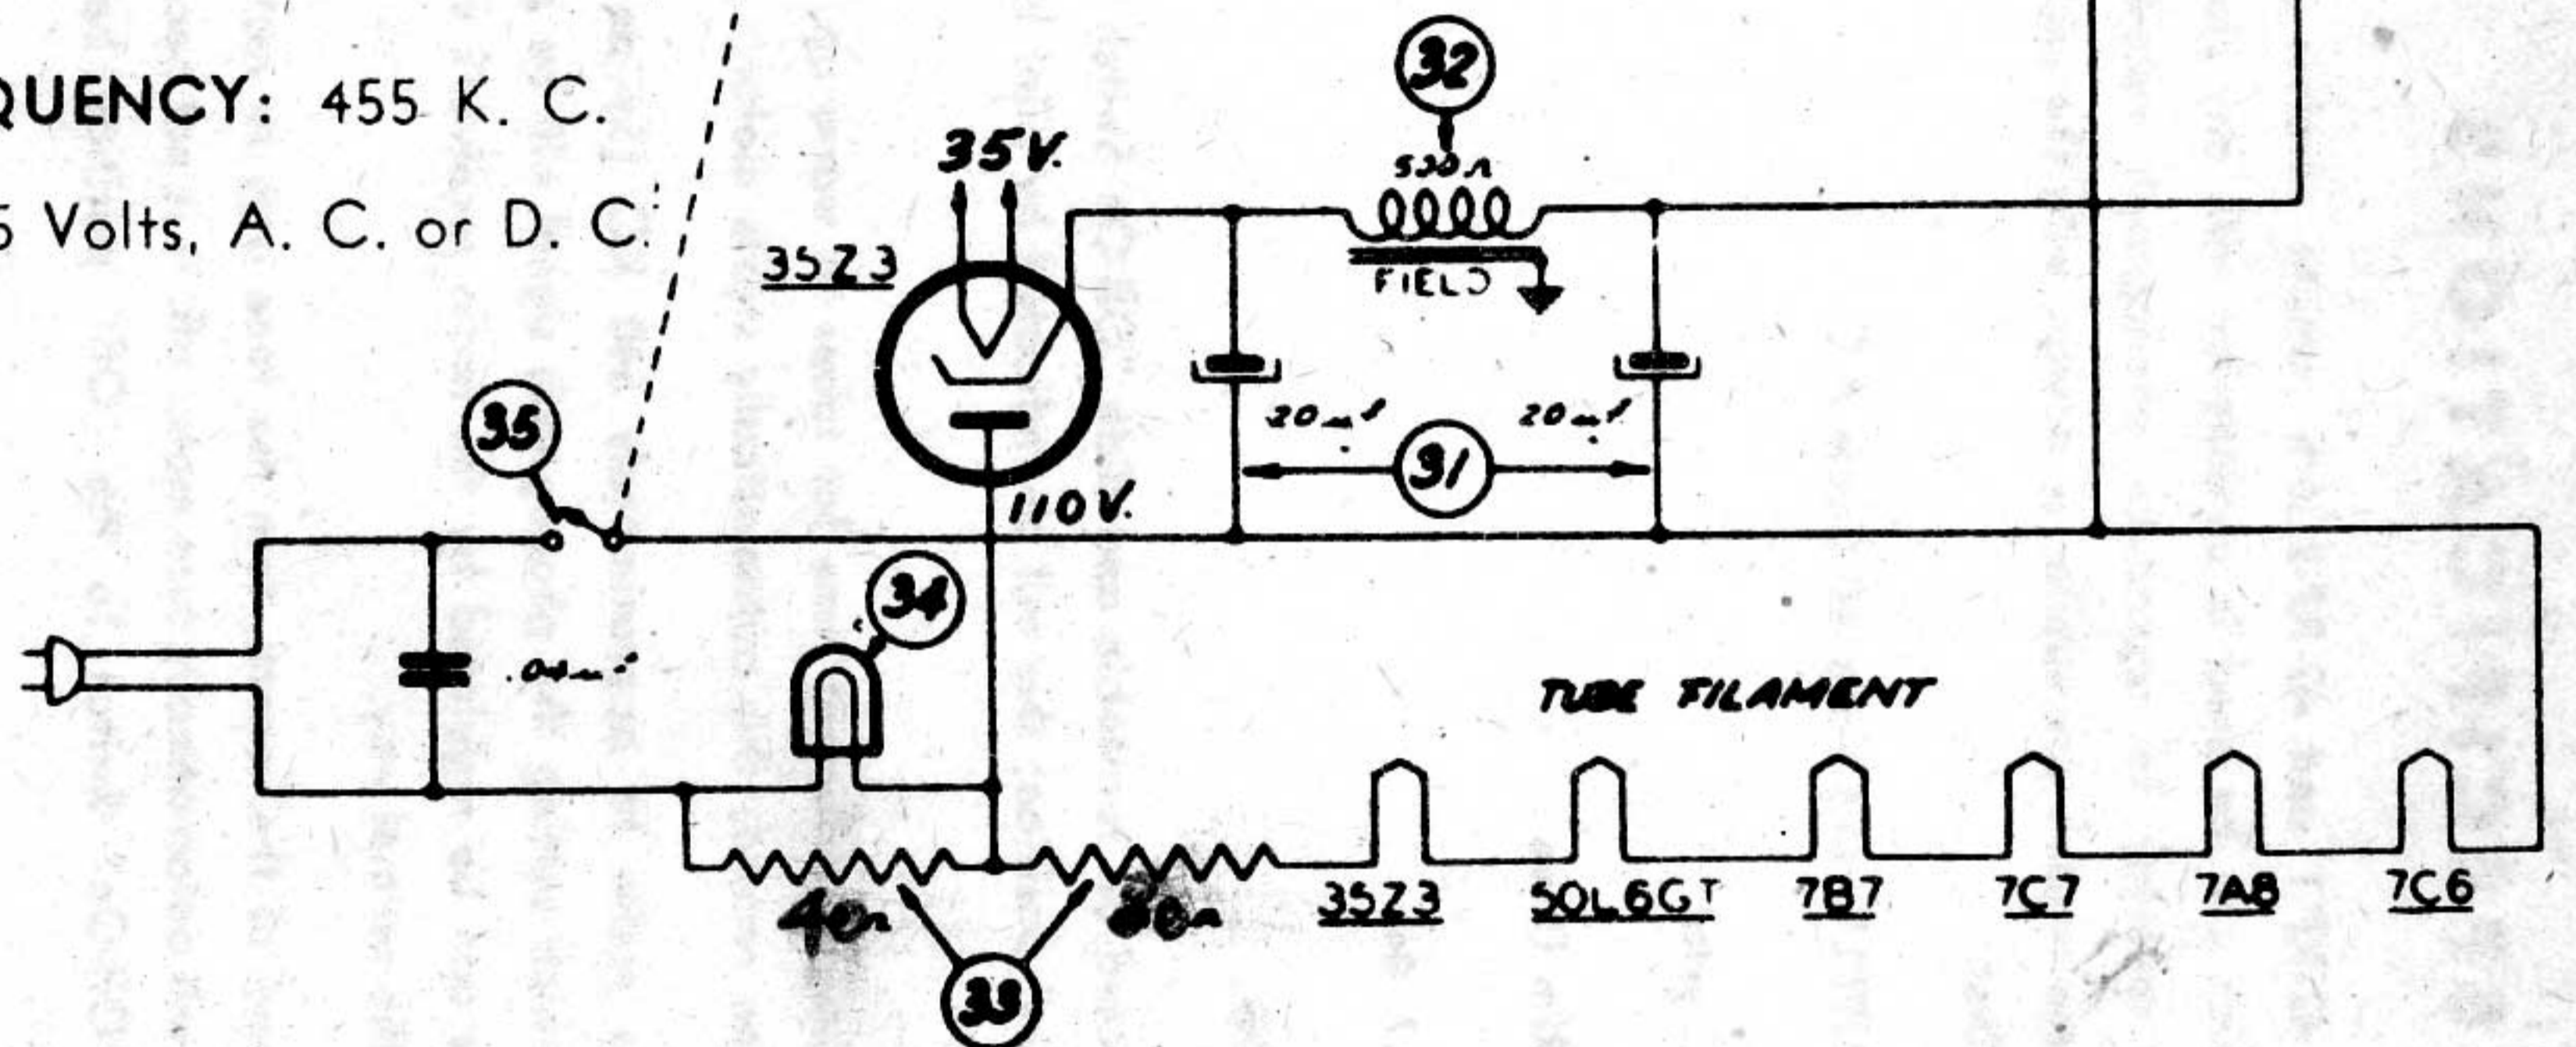 QUENCY: 455 K. C.
5 Volts, A. C. or D. C.
32
35V.
35Z3
FIELD
35
20
20
31
110V.
34
TUBE FILAMENT
40
35Z3
50L6GT
7B7
7C7
7A8
7C6
33